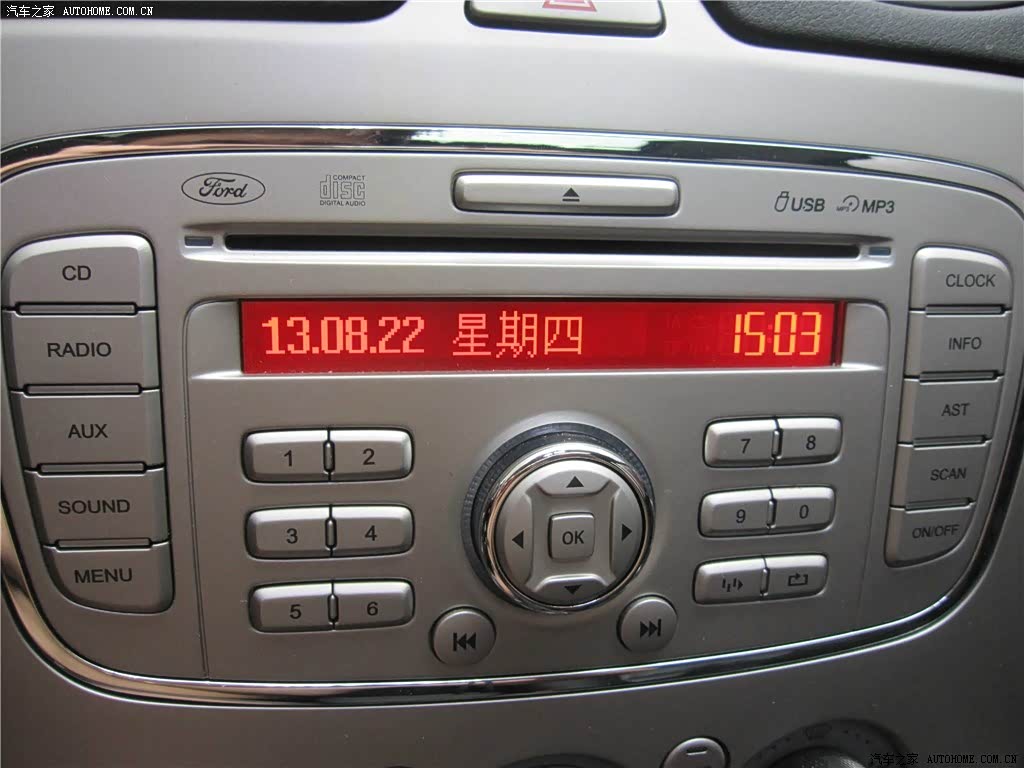 汽车之家 AUTOHOME.COM.CN
Ford
COMPACT
disc
DIGITAL AUDIO
USB MP3
CD
RADIO
AUX
SOUND
MENU
13.08.22 星期四 15:03
1 2
3 4
5 6
OK
7 8
9 0
CLOCK
INFO
AST
SCAN
ON/OFF
汽车之家 AUTOHOME.COM.CN